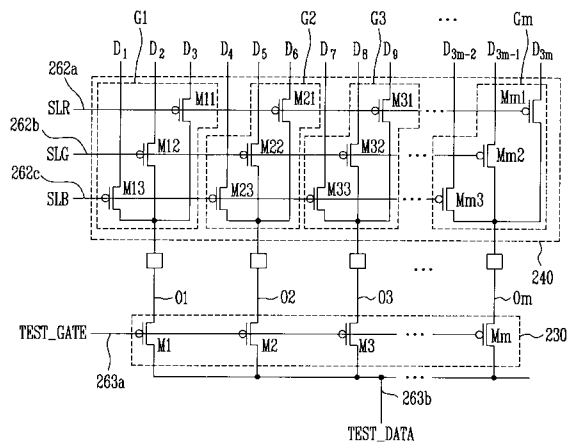 G1 G2 G3 ... Gm
D1 D2 D3 D4 D5 D6 D7 D8 D9 D3m-2 D3m-1 D3m
262a
SLR M11 M21 M31 ... Mm1
262b
SLG M12 M22 M32 ... Mm2
262c
SLB M13 M23 M33 ... Mm3
240
...
O1 O2 O3 Om
TEST_GATE M1 M2 M3 ... Mm 230
263a
... 263b
TEST_DATA